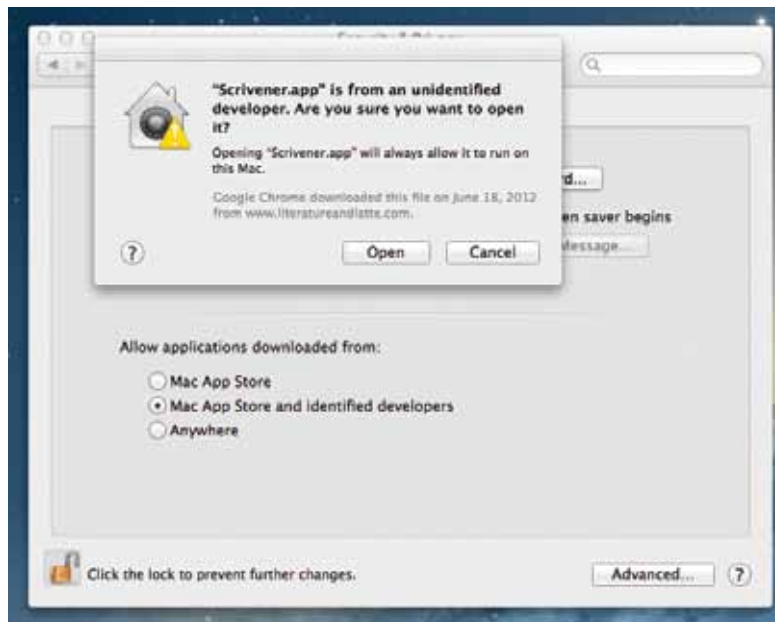 "Scrivener.app" is from an unidentified
developer. Are you sure you want to open
it?
Opening "Scrivener.app" will always allow it to run on
this Mac.
Google Chrome downloaded this file on June 18, 2012
from www.literatureandlatte.com.
?
Open
Cancel
d...
en saver begins
Message...
Allow applications downloaded from:
Mac App Store
Mac App Store and identified developers
Anywhere
Click the lock to prevent further changes.
Advanced...
?